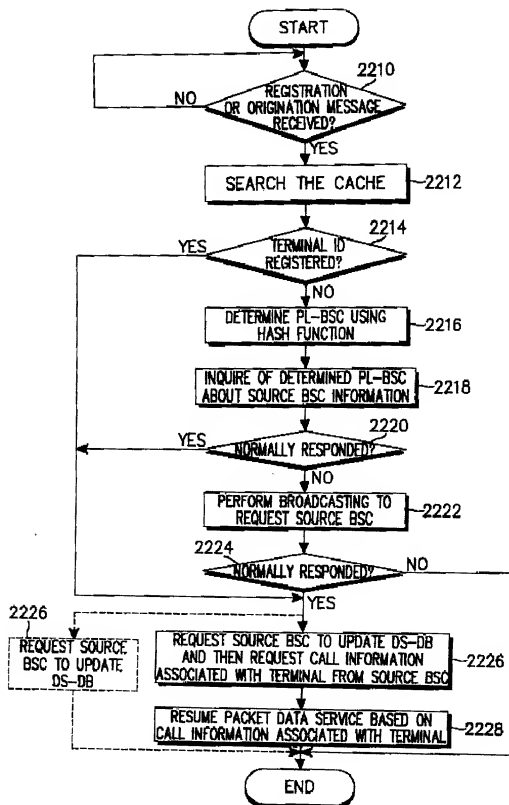 START
2210
REGISTRATION
OR ORIGINATION MESSAGE
RECEIVED?
NO
YES
SEARCH THE CACHE
2212
2214
YES
TERMINAL ID
REGISTERED?
NO
DETERMINE PL-BSC USING
HASH FUNCTION
2216
INQUIRE OF DETERMINED PL-BSC
ABOUT SOURCE BSC INFORMATION
2218
2220
YES
NORMALLY RESPONDED?
NO
PERFORM BROADCASTING TO
REQUEST SOURCE BSC
2222
2224
NORMALLY RESPONDED?
NO
YES
2226
REQUEST SOURCE
BSC TO UPDATE
DS-DB
REQUEST SOURCE BSC TO UPDATE DS-DB
AND THEN REQUEST CALL INFORMATION
ASSOCIATED WITH TERMINAL FROM SOURCE BSC
2226
RESUME PACKET DATA SERVICE BASED ON
CALL INFORMATION ASSOCIATED WITH TERMINAL
2228
END